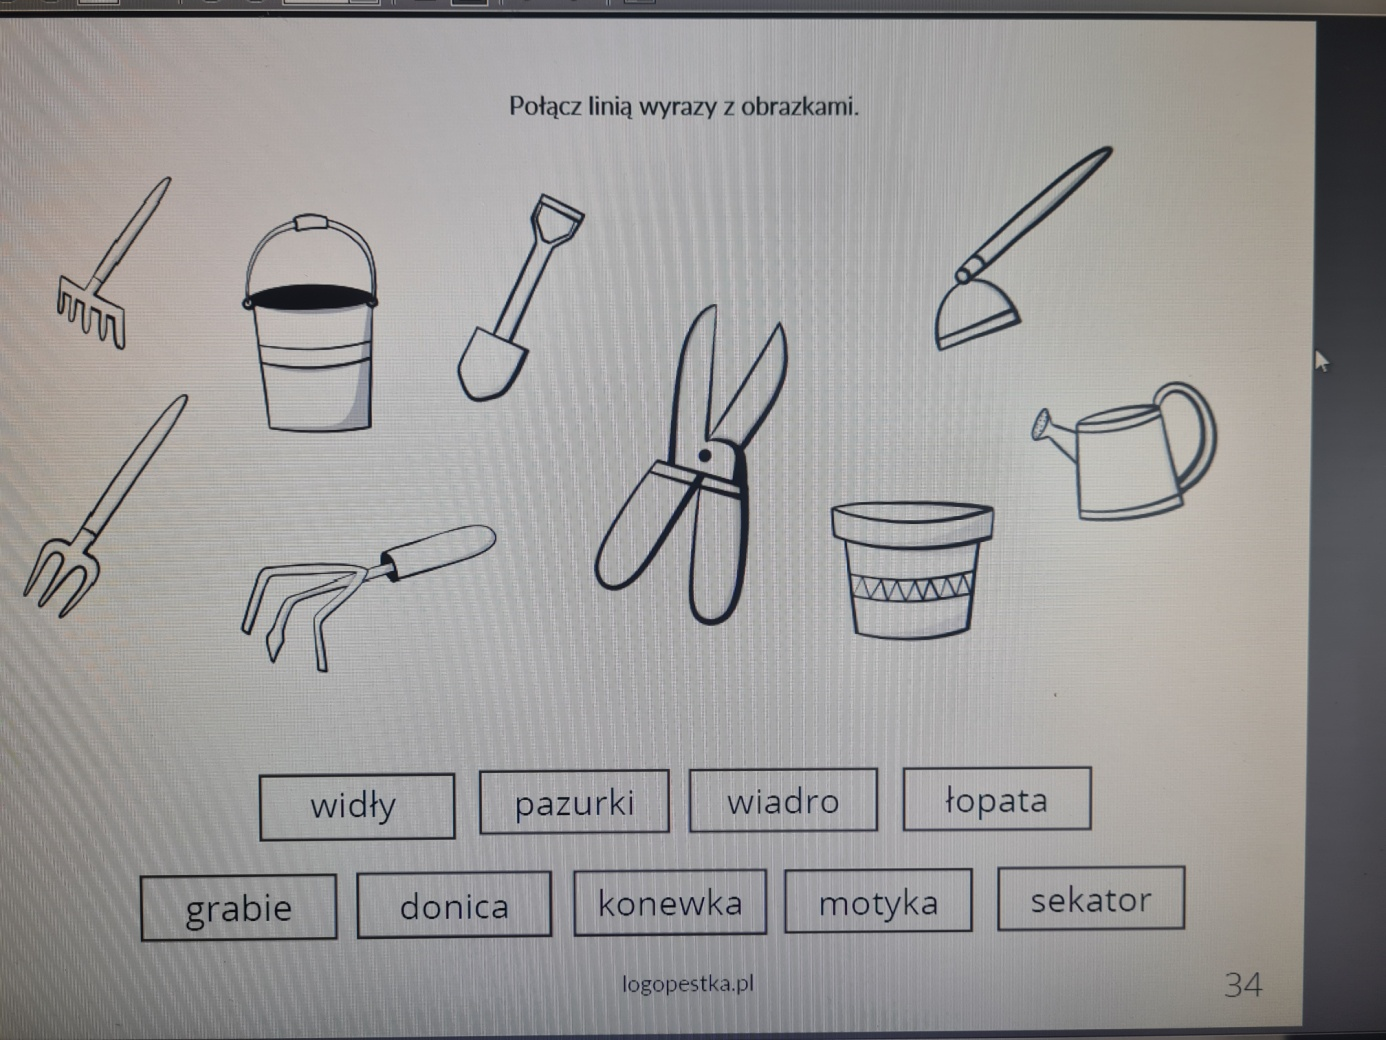 Połącz linią wyrazy z obrazkami.
widły pazurki wiadro łopata
grabie donica konewka motyka sekator
logopestka.pl
34